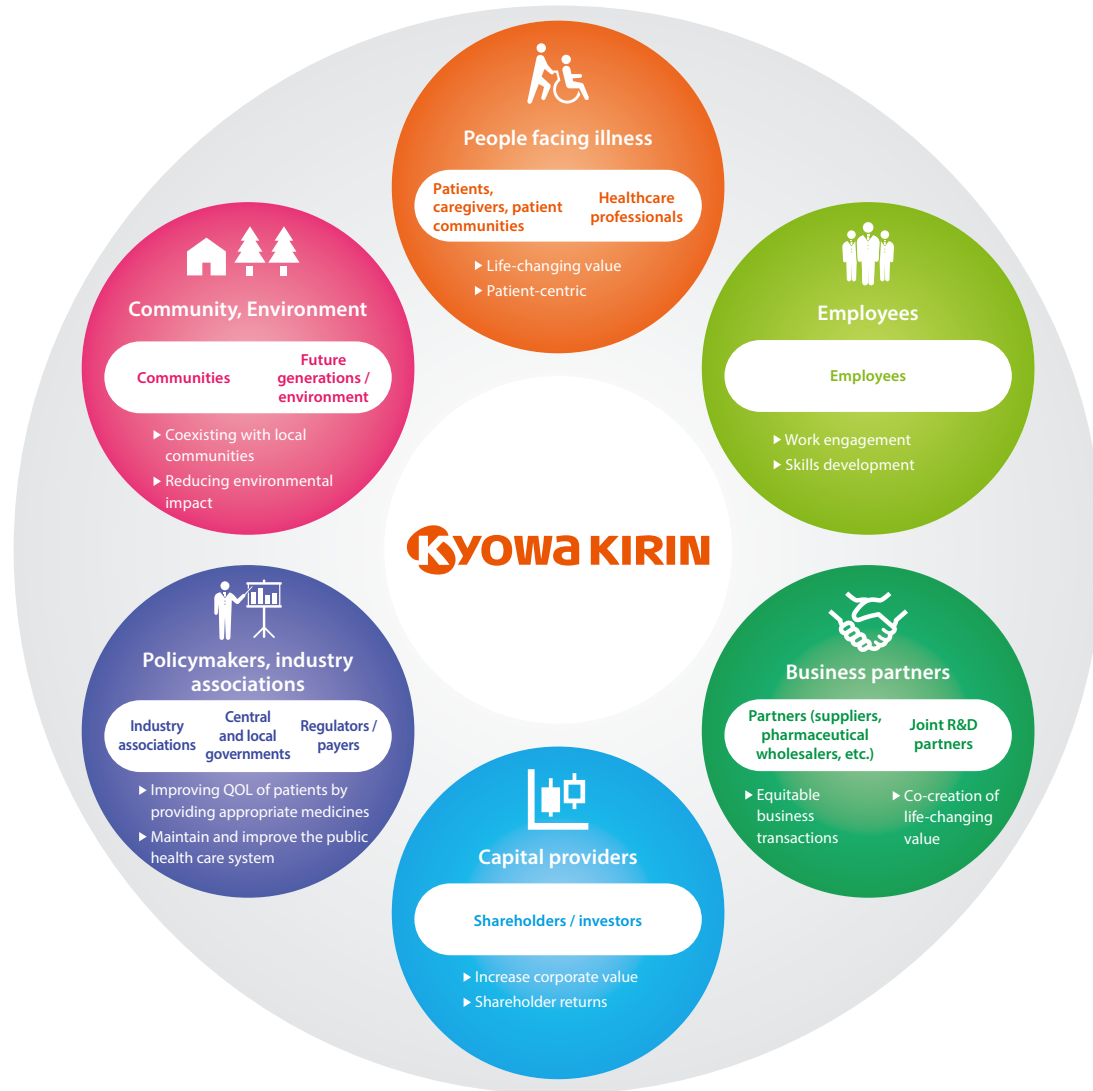 People facing illness
Patients,
caregivers, patient
communities
Healthcare
professionals
▶ Life-changing value
▶ Patient-centric
Employees
Employees
▶ Work engagement
▶ Skills development
Business partners
Partners (suppliers,
pharmaceutical
wholesalers, etc.)
Joint R&D
partners
▶ Equitable
business
transactions
▶ Co-creation of
life-changing
value
Capital providers
Shareholders / investors
▶ Increase corporate value
▶ Shareholder returns
Policymakers, industry
associations
Industry
associations
Central
and local
governments
Regulators /
payers
▶ Improving QOL of patients by
providing appropriate medicines
▶ Maintain and improve the public
health care system
Community, Environment
Communities
Future
generations /
environment
▶ Coexisting with local
communities
▶ Reducing environmental
impact
KYOWA KIRIN